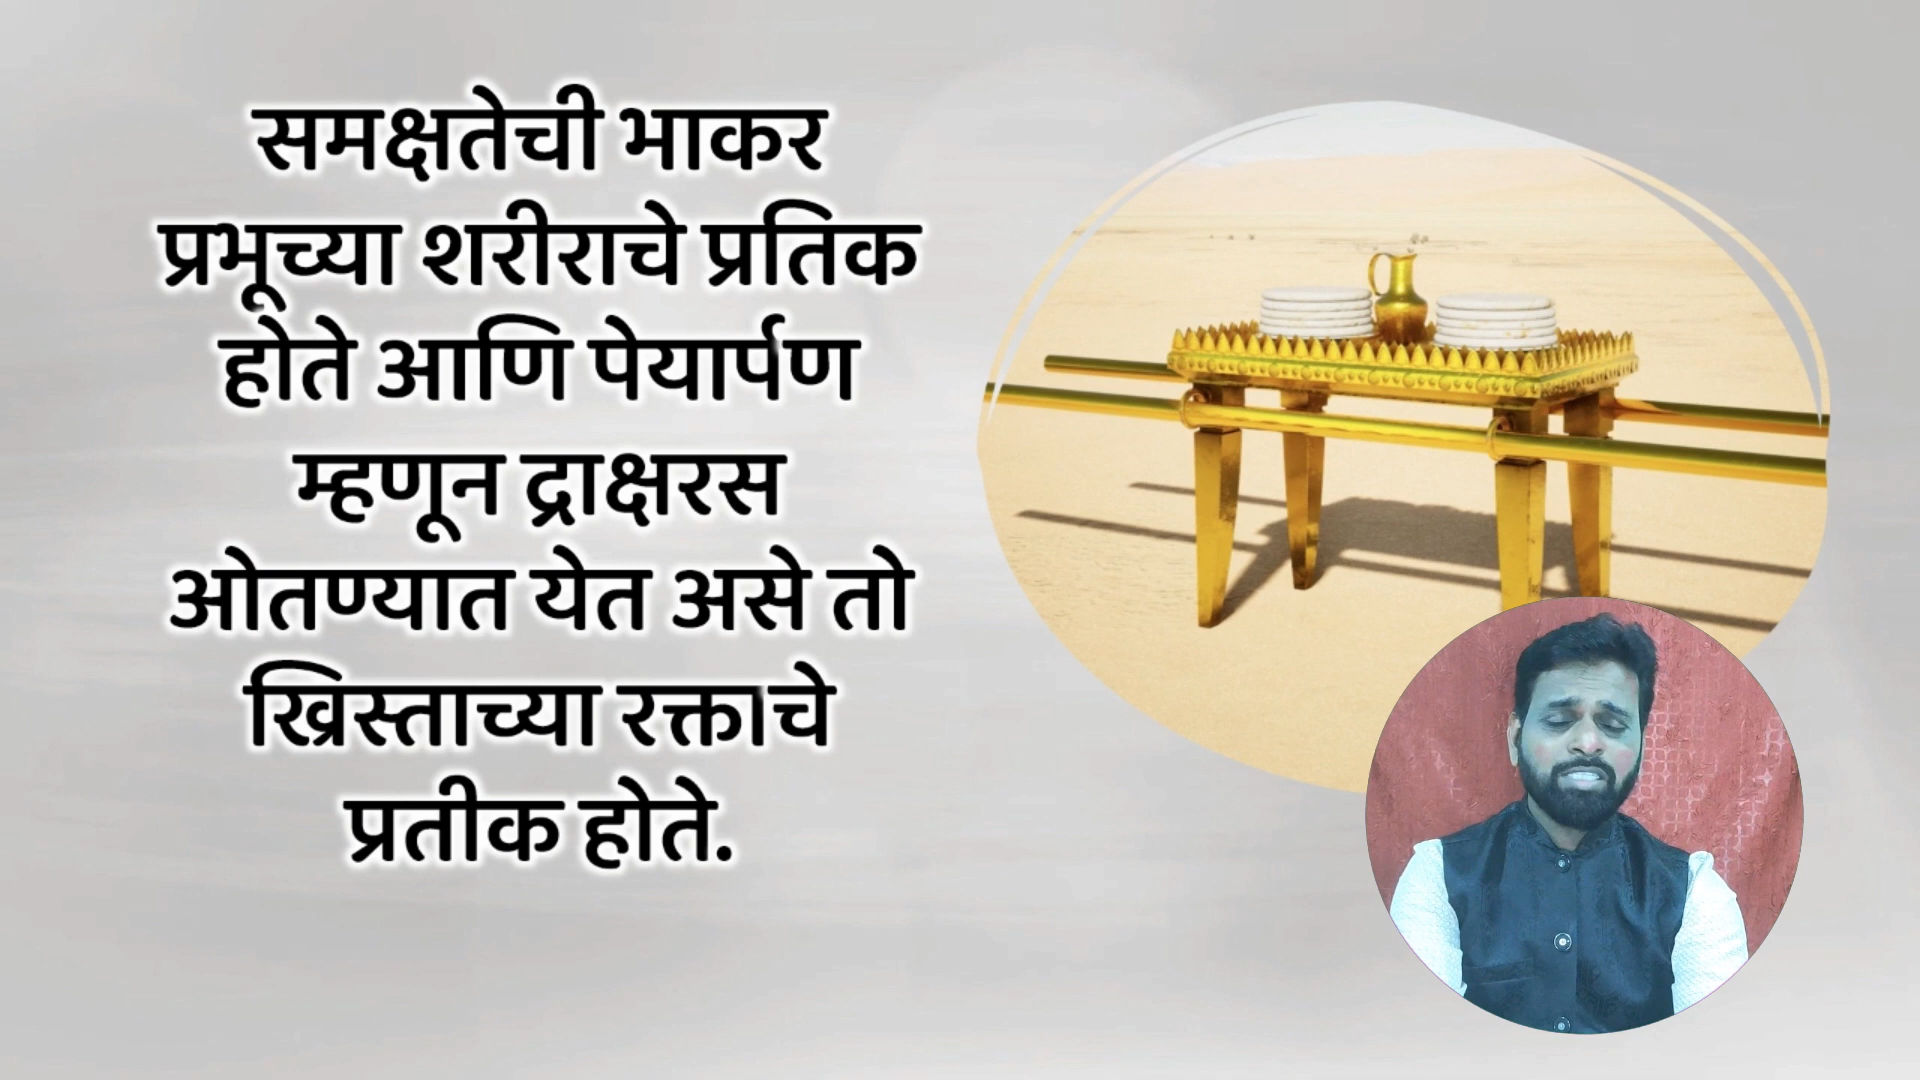 समक्षतेची भाकर
प्रभूच्या शरीराचे प्रतिक
होते आणि पेयार्पण
म्हणून द्राक्षरस
ओतण्यात येत असे तो
ख्रिस्ताच्या रक्ताचे
प्रतीक होते.